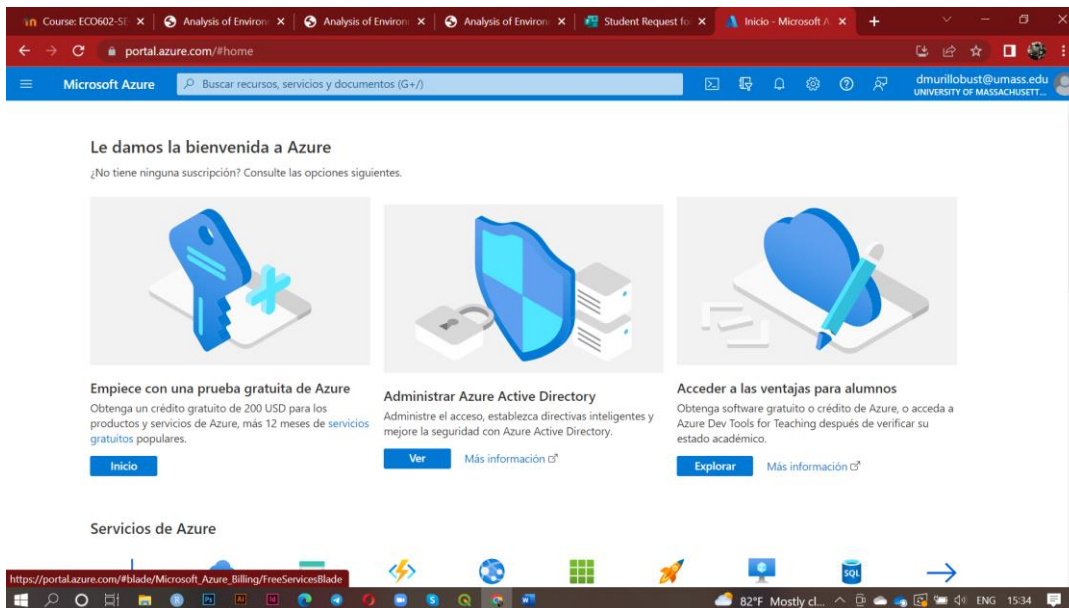 Course: ECO602-SE
Analysis of Environ
Analysis of Environ
Analysis of Environ
Student Request fo
Inicio - Microsoft A
portal.azure.com/#home
Microsoft Azure
Buscar recursos, servicios y documentos (G+/)
dmurillobust@umass.edu
UNIVERSITY OF MASSACHUSETT...
Le damos la bienvenida a Azure
¿No tiene ninguna suscripción? Consulte las opciones siguientes.
Empiece con una prueba gratuita de Azure
Obtenga un crédito gratuito de 200 USD para los
productos y servicios de Azure, más 12 meses de servicios
gratuitos populares.
Inicio
Administrar Azure Active Directory
Administre el acceso, establezca directivas inteligentes y
mejore la seguridad con Azure Active Directory.
Ver
Más información
Acceder a las ventajas para alumnos
Obtenga software gratuito o crédito de Azure, o acceda a
Azure Dev Tools for Teaching después de verificar su
estado académico.
Explorar
Más información
Servicios de Azure
SQL
https://portal.azure.com/#blade/Microsoft_Azure_Billing/FreeServicesBlade
R
Ps
Ai
Id
S
W
82°F Mostly cl...
ENG
15:34